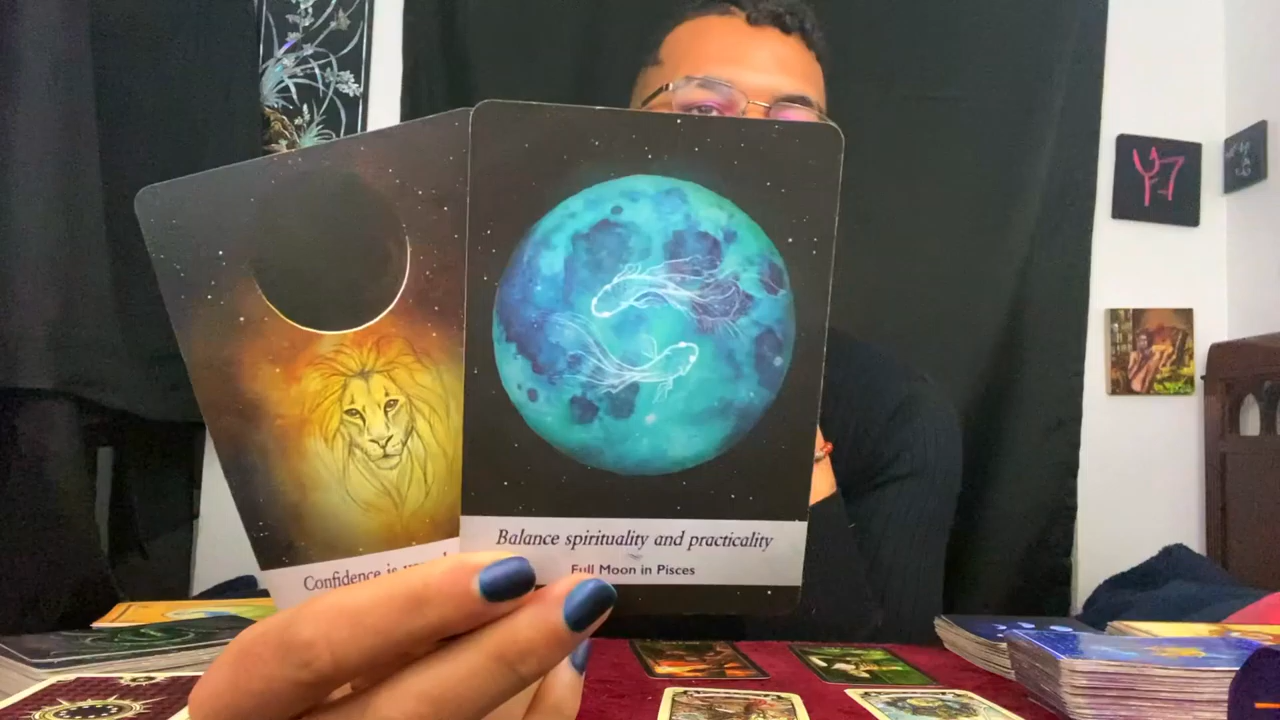 Confidence is
Balance spirituality and practicality
Full Moon in Pisces